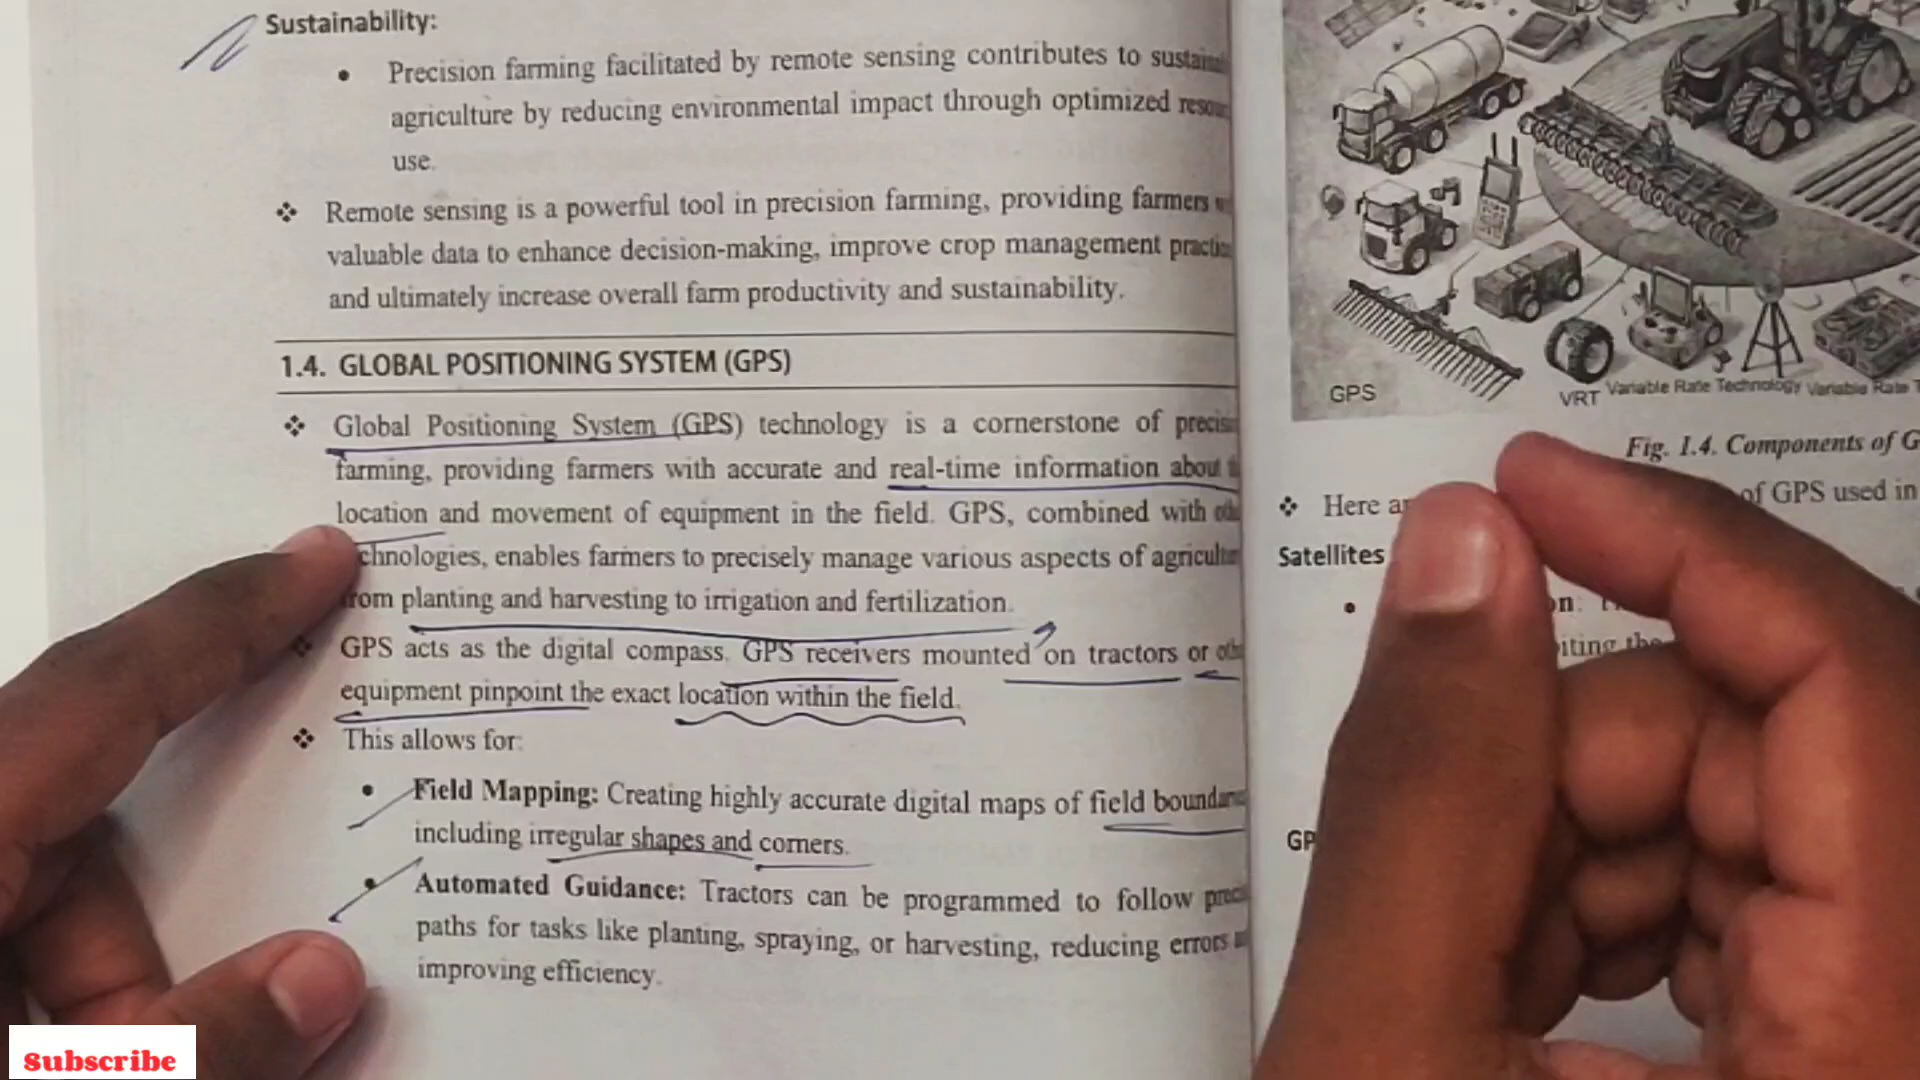 Sustainability:
• Precision farming facilitated by remote sensing contributes to
agriculture by reducing environmental impact through optimized
use.
❖ Remote sensing is a powerful tool in precision farming, providing farmers
valuable data to enhance decision-making, improve crop management
and ultimately increase overall farm productivity and sustainability.
1.4. GLOBAL POSITIONING SYSTEM (GPS)
❖ Global Positioning System (GPS) technology is a cornerstone of
farming, providing farmers with accurate and real-time information about
location and movement of equipment in the field. GPS, combined with
chnologies, enables farmers to precisely manage various aspects of
rom planting and harvesting to irrigation and fertilization.
GPS acts as the digital compass. GPS receivers mounted on tractors or
equipment pinpoint the exact location within the field.
❖ This allows for:
• Field Mapping: Creating highly accurate digital maps of field
including irregular shapes and corners.
• Automated Guidance: Tractors can be programmed to follow
paths for tasks like planting, spraying, or harvesting, reducing errors
improving efficiency.
GPS
VRT
Variable Rate Technology Variable Rate
Fig. 1.4. Components of G
❖ Here
of GPS used in
Satellites
•
iting the
GP
Subscribe